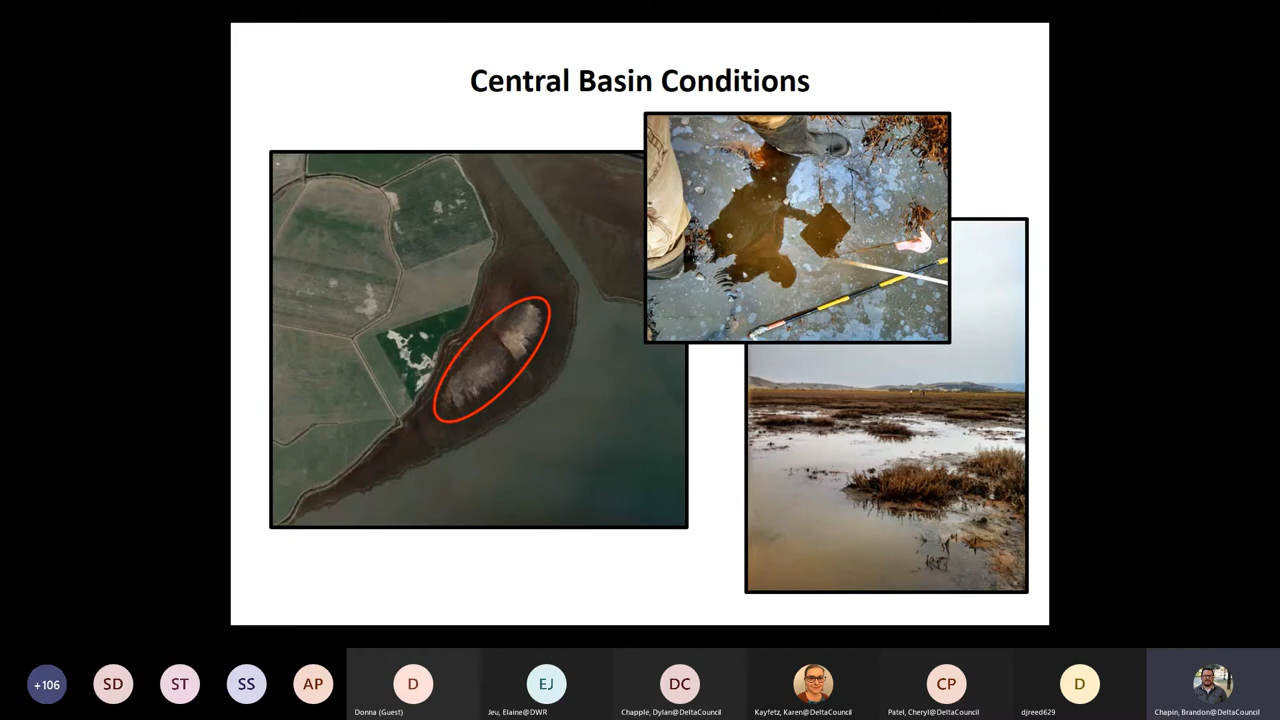 Central Basin Conditions
+106
SD
ST
SS
AP
D
EJ
DC
CP
D
Donna (Guest)
Jeu, Elaine@DWR
Chapple, Dylan@DeltaCouncil
Kayfetz, Karen@DeltaCouncil
Patel, Cheryl@DeltaCouncil
djreed629
Chapin, Brandon@DeltaCouncil